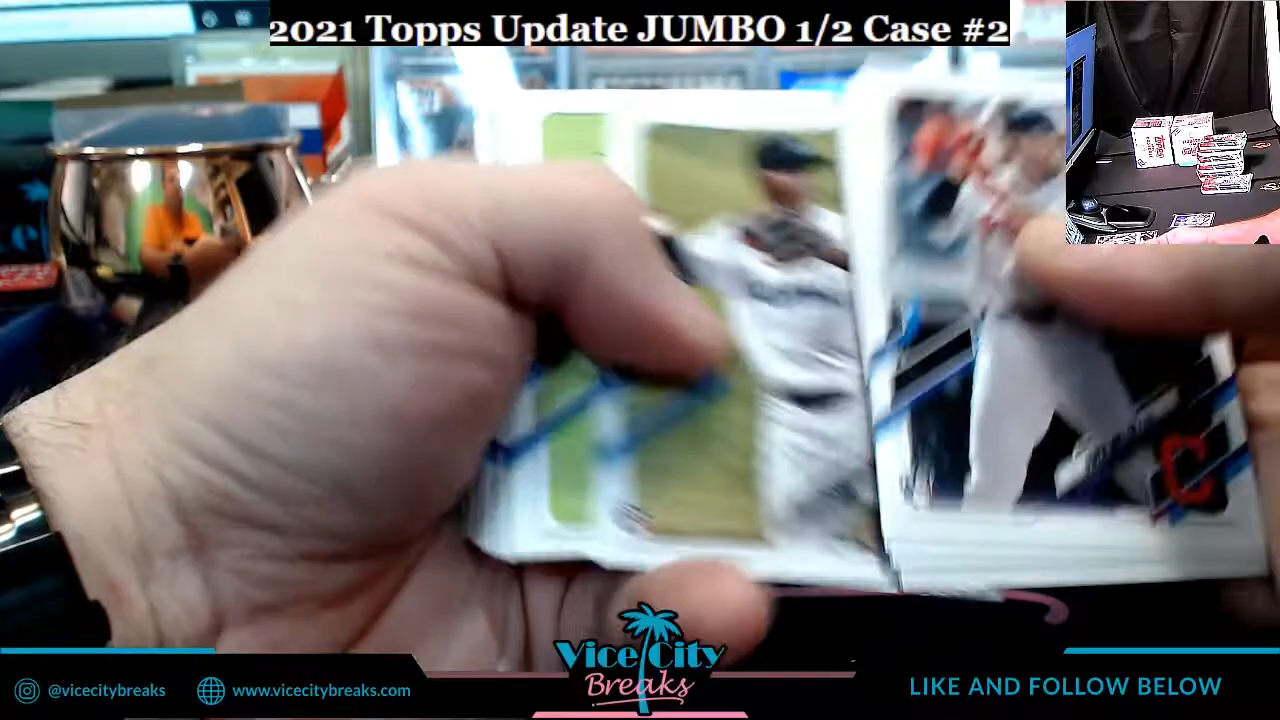 2021 Topps Update JUMBO 1/2 Case #2
C
Vice City
Breaks
@vicecitybreaks
www.vicecitybreaks.com
LIKE AND FOLLOW BELOW